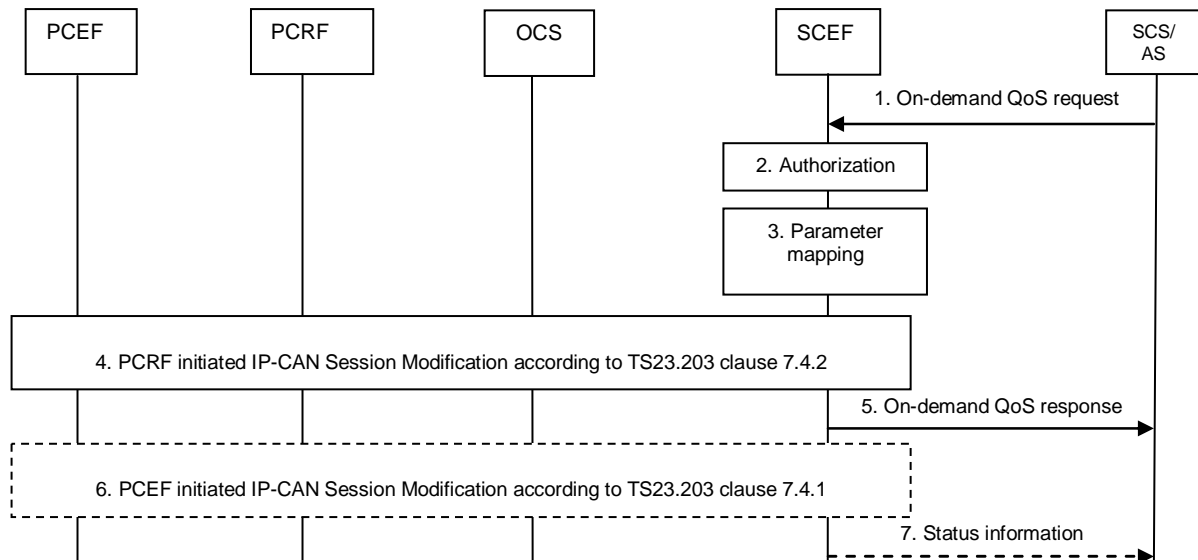 PCEF
PCRF
OCS
SCEF
SCS/
AS
1. On-demand QoS request
2. Authorization
3. Parameter
mapping
4. PCRF initiated IP-CAN Session Modification according to TS23.203 clause 7.4.2
5. On-demand QoS response
6. PCEF initiated IP-CAN Session Modification according to TS23.203 clause 7.4.1
7. Status information